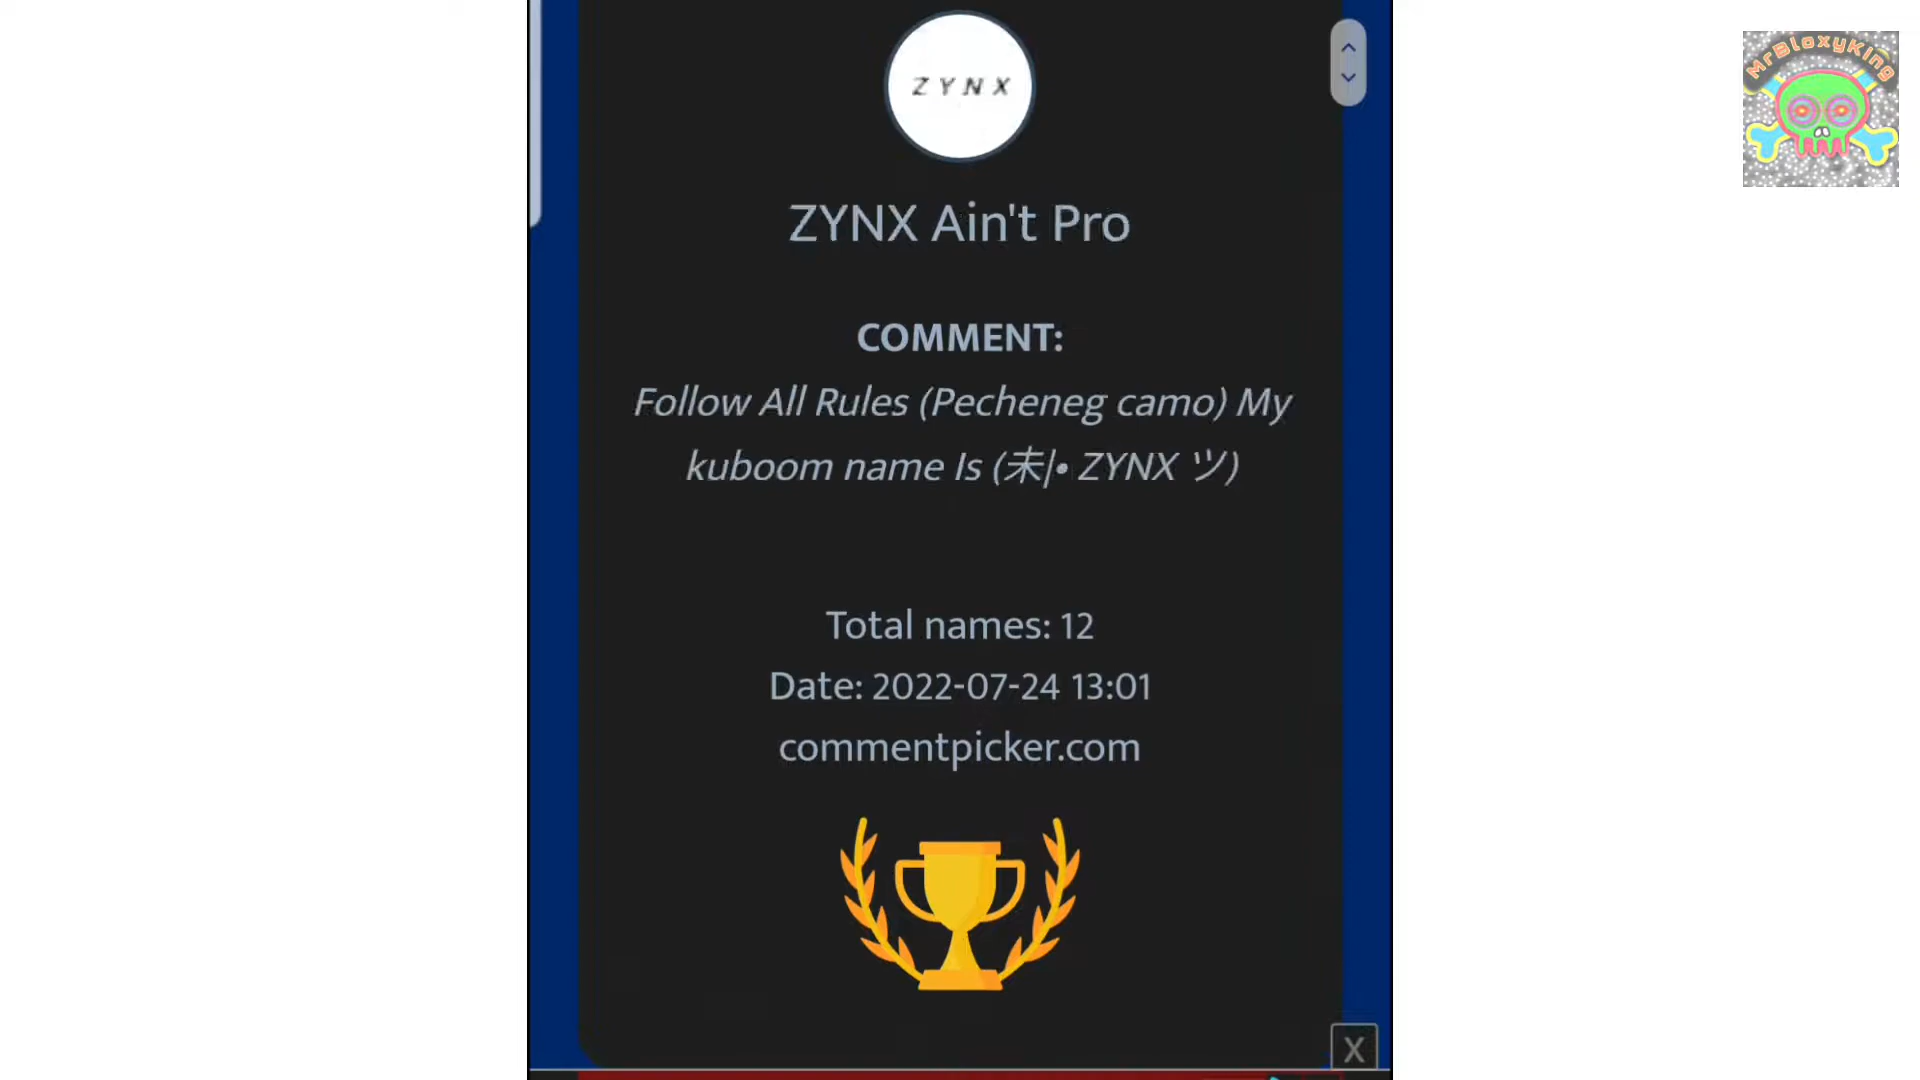 MrBloxyKing
ZYNX
ZYNX Ain't Pro
COMMENT:
Follow All Rules (Pecheneg camo) My
kuboom name Is (未|• ZYNX ツ)
Total names: 12
Date: 2022-07-24 13:01
commentpicker.com
X